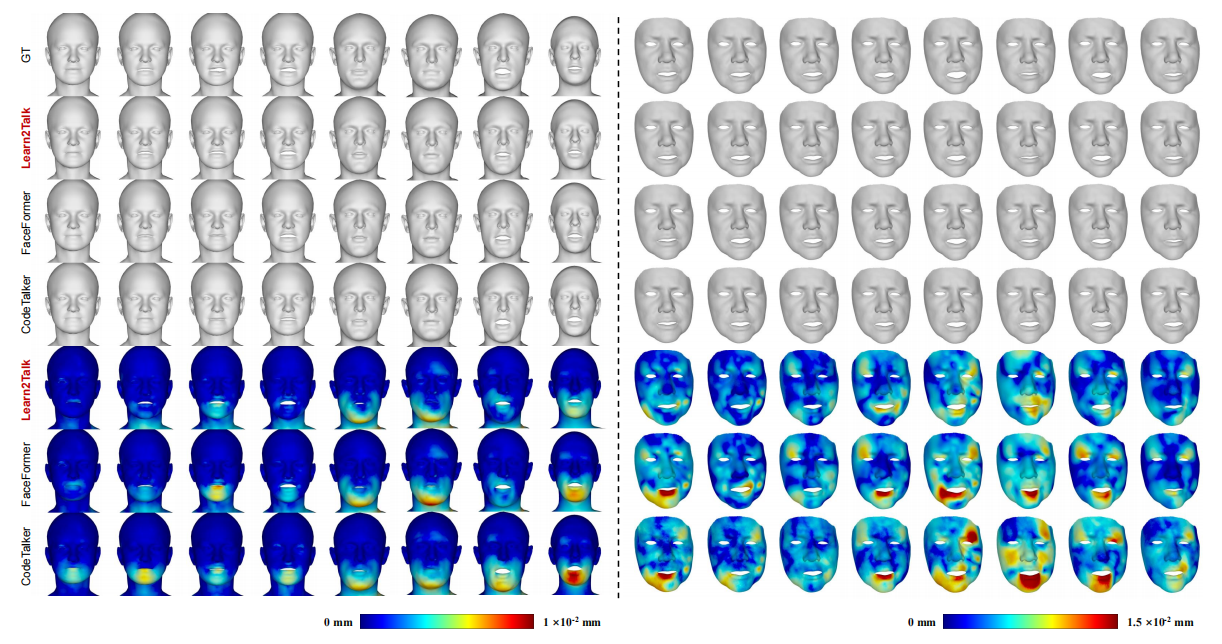 GT
Learn2Talk
FaceFormer
CodeTalker
Learn2Talk
FaceFormer
CodeTalker
0 mm 1 ×10⁻² mm
0 mm 1.5 ×10⁻² mm